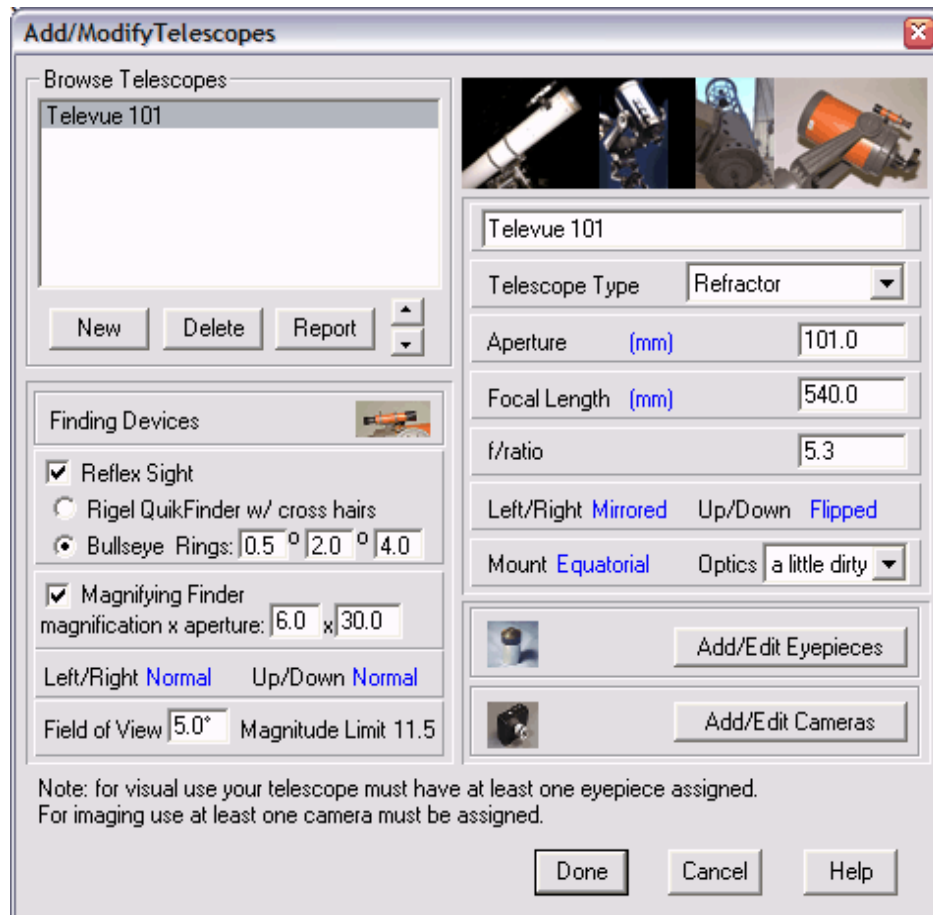 Add/ModifyTelescopes
Browse Telescopes
Televue 101
New Delete Report
Finding Devices
Reflex Sight
Rigel QuikFinder w/ cross hairs
Bullseye Rings: 0.5 ° 2.0 ° 4.0
Magnifying Finder
magnification x aperture: 6.0 x 30.0
Left/Right Normal Up/Down Normal
Field of View 5.0° Magnitude Limit 11.5
Televue 101
Telescope Type Refractor
Aperture (mm) 101.0
Focal Length (mm) 540.0
f/ratio 5.3
Left/Right Mirrored Up/Down Flipped
Mount Equatorial Optics a little dirty
Add/Edit Eyepieces
Add/Edit Cameras
Note: for visual use your telescope must have at least one eyepiece assigned.
For imaging use at least one camera must be assigned.
Done Cancel Help